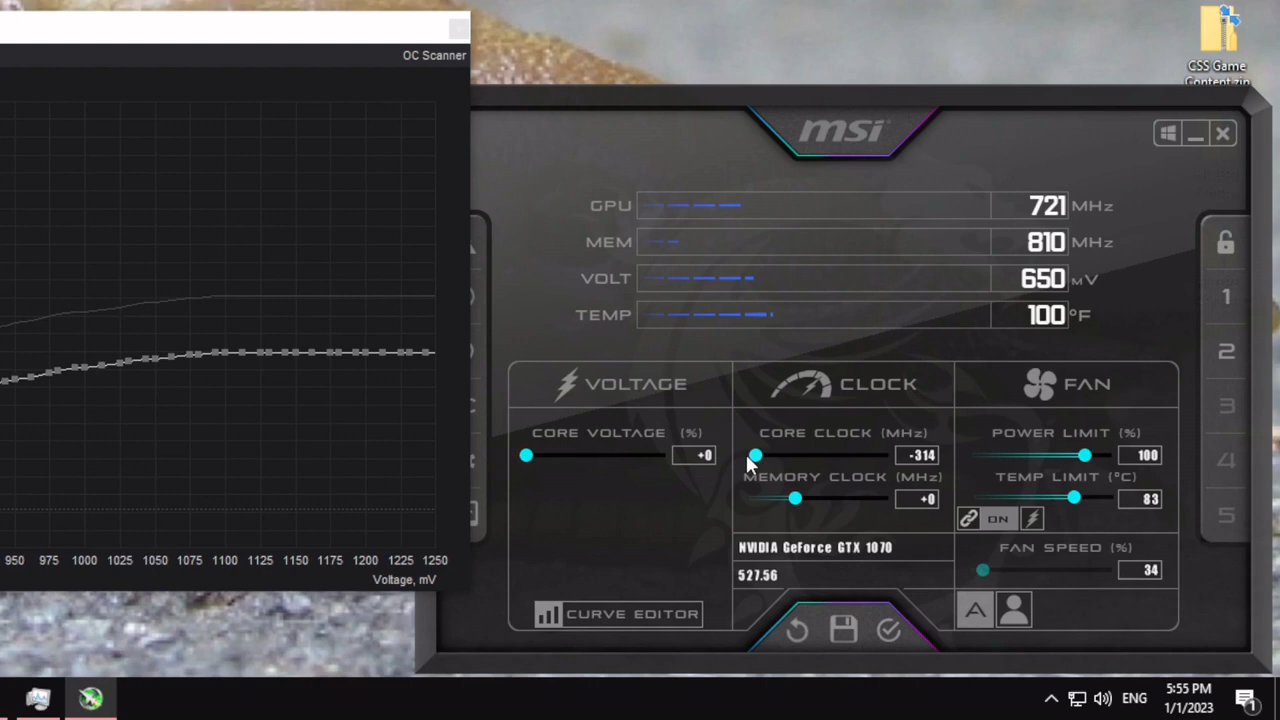 OC Scanner
950 975 1000 1025 1050 1075 1100 1125 1150 1175 1200 1225 1250
Voltage, mV
CSS Game
Content.zip
msi
GPU 721 MHz
MEM 810 MHz
VOLT 650 MV
TEMP 100 °F
VOLTAGE
CORE VOLTAGE (%)
+0
CURVE EDITOR
CLOCK
CORE CLOCK (MHz)
-314
MEMORY CLOCK (MHz)
+0
NVIDIA GeForce GTX 1070
527.56
FAN
POWER LIMIT (%)
100
TEMP LIMIT (°C)
83
ON
FAN SPEED (%)
34
A
1
2
3
4
5
ENG
5:55 PM
1/1/2023
1